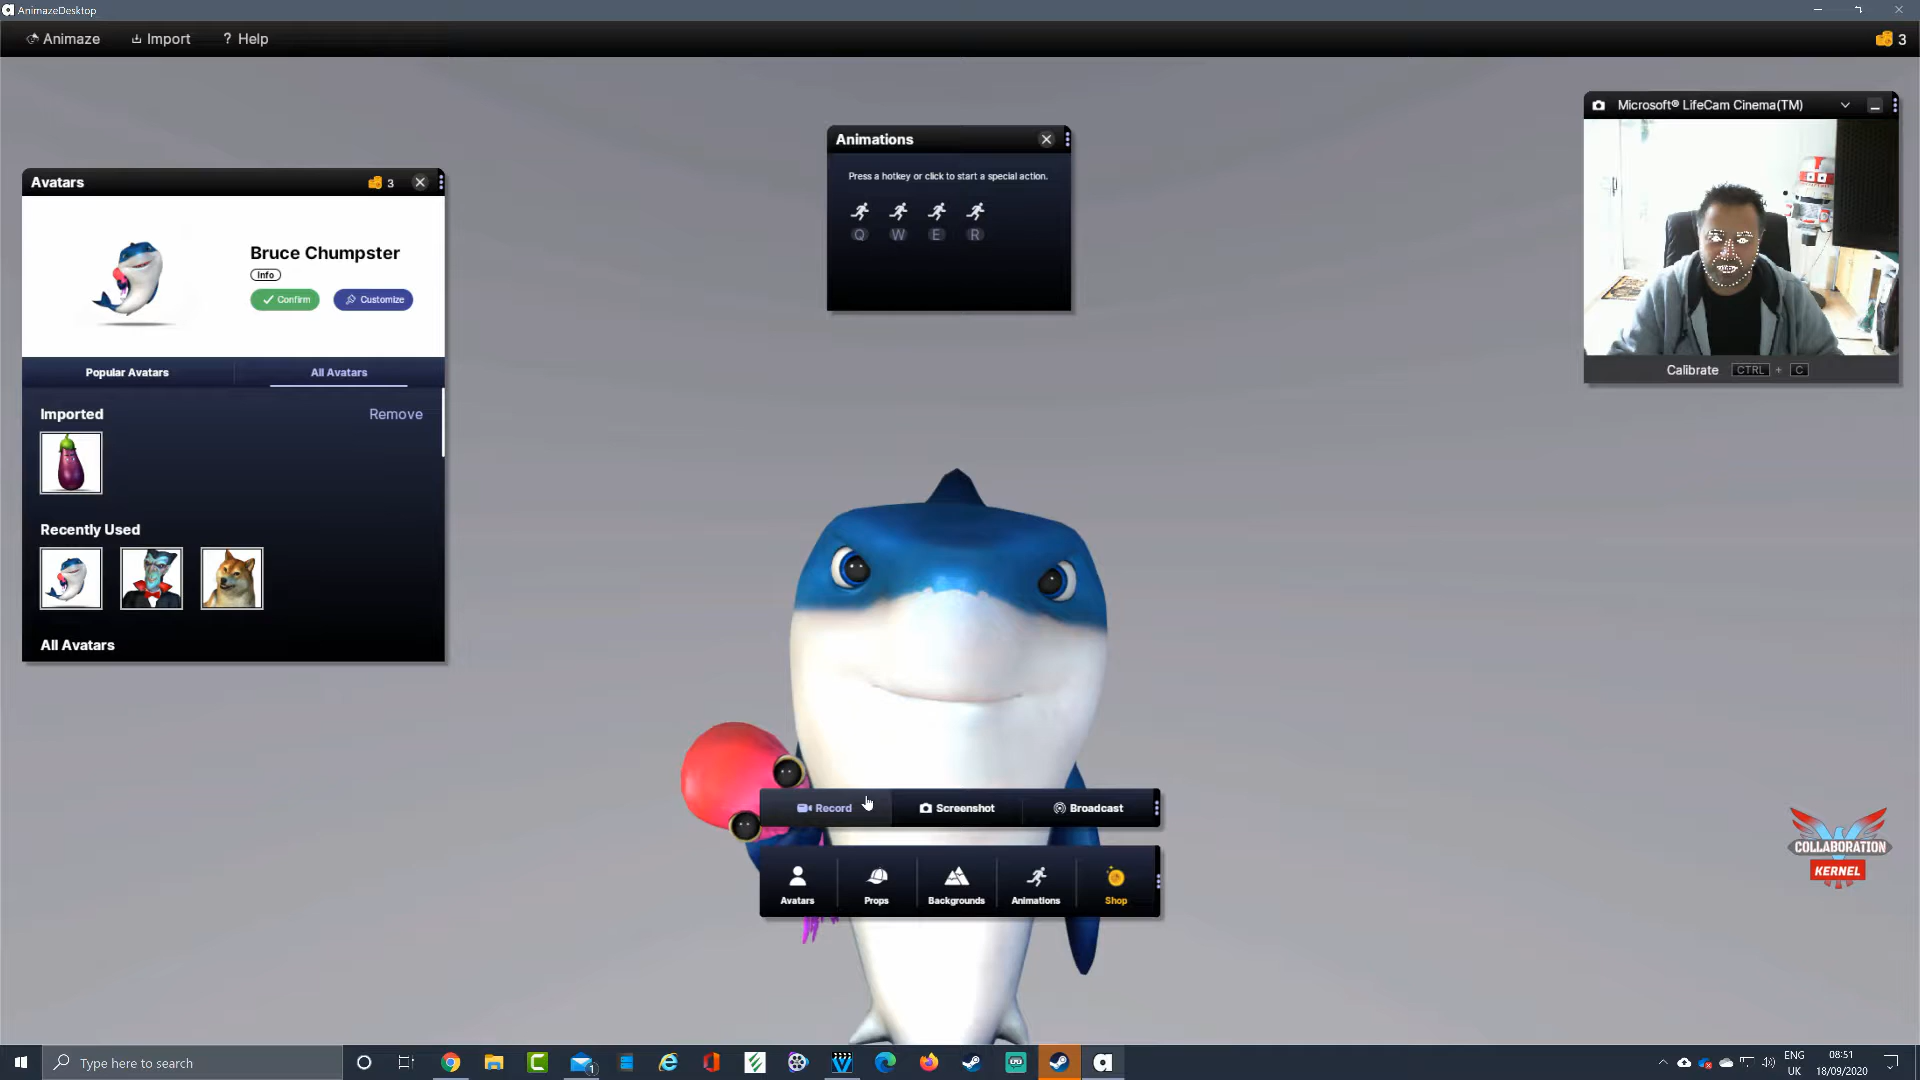 AnimazeDesktop
Animaze
Import
? Help
3
Avatars
3
Bruce Chumpster
Info
Confirm
Customize
Popular Avatars
All Avatars
Imported
Remove
Recently Used
All Avatars
Animations
Press a hotkey or click to start a special action.
Q W E R
Microsoft® LifeCam Cinema(TM)
Calibrate CTRL + C
Record
Screenshot
Broadcast
Avatars
Props
Backgrounds
Animations
Shop
COLLABORATION
KERNEL
Type here to search
1
ENG
UK
08:51
18/09/2020